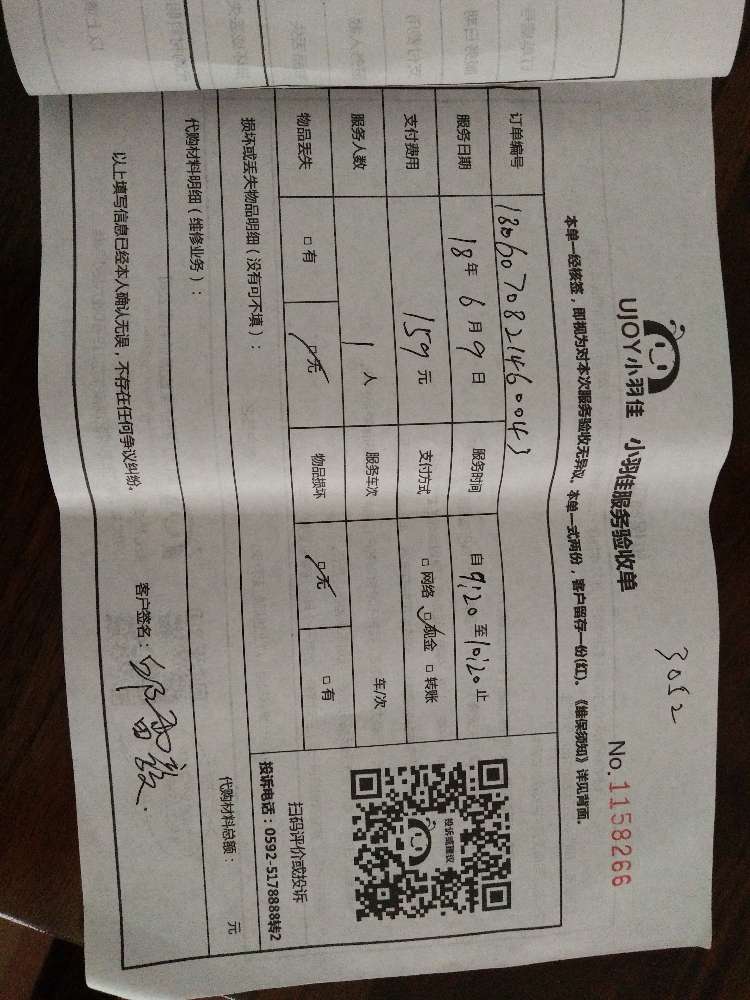 3052
UJOY小羽佳 小羽佳服务验收单
No. 1158266
本单一经核签，即视为对本次服务验收无异议。本单一式两份，客户留存一份(红)。《维保须知》详见背面。
订单编号 1806070821460043
服务日期 18年6月9日 服务时间 自9:20至10:20止
支付费用 159元 支付方式 □网络 ☑现金 □转账
服务人数 1人 服务车次 车/次
物品丢失 □有 ☑无 物品损坏 ☑无 □有
损坏或丢失物品明细（没有可不填）：
投诉或建议
扫码评价或投诉
投诉电话：0592-5178888转2
代购材料明细（维修业务）：
代购材料总额： 元
以上填写信息已经本人确认无误，不存在任何争议纠纷。
客户签名：